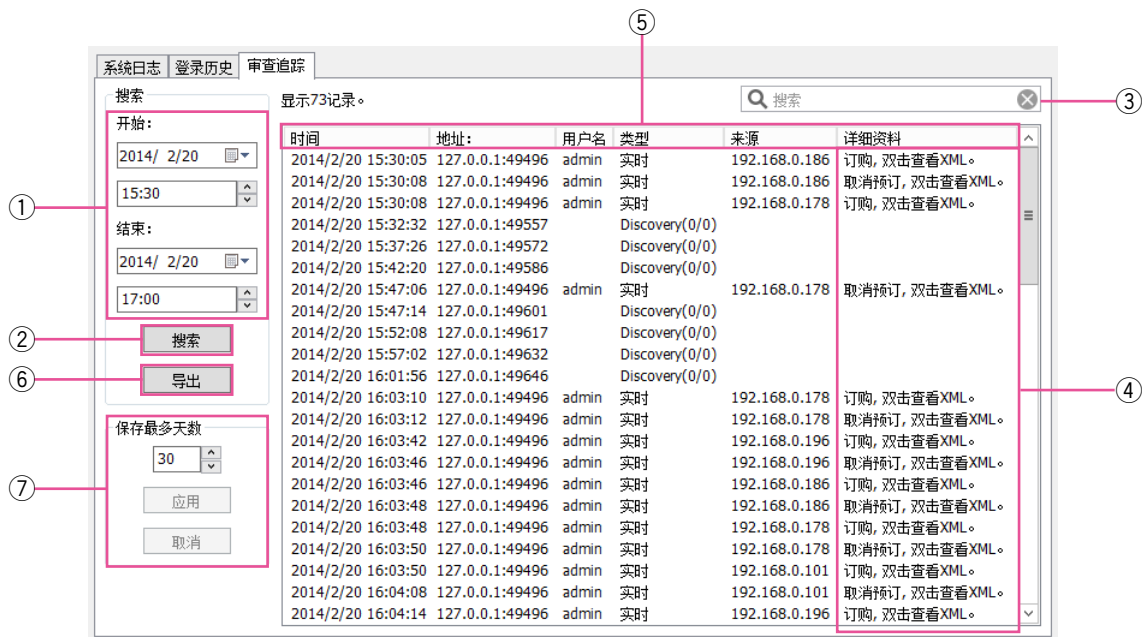 ⑤
系统日志 登录历史 审查追踪
搜索
显示73记录。
搜索
③
开始:
2014/ 2/20
15:30
①
结束:
2014/ 2/20
17:00
② 搜索
⑥ 导出
保存最多天数
30
⑦
应用
取消
时间 地址: 用户名 类型 来源 详细资料
2014/2/20 15:30:05 127.0.0.1:49496 admin 实时 192.168.0.186 订购, 双击查看XML。
2014/2/20 15:30:08 127.0.0.1:49496 admin 实时 192.168.0.186 取消预订, 双击查看XML。
2014/2/20 15:30:08 127.0.0.1:49496 admin 实时 192.168.0.178 订购, 双击查看XML。
2014/2/20 15:32:32 127.0.0.1:49557 Discovery(0/0)
2014/2/20 15:37:26 127.0.0.1:49572 Discovery(0/0)
2014/2/20 15:42:20 127.0.0.1:49586 Discovery(0/0)
2014/2/20 15:47:06 127.0.0.1:49496 admin 实时 192.168.0.178 取消预订, 双击查看XML。
2014/2/20 15:47:14 127.0.0.1:49601 Discovery(0/0)
2014/2/20 15:52:08 127.0.0.1:49617 Discovery(0/0)
2014/2/20 15:57:02 127.0.0.1:49632 Discovery(0/0)
2014/2/20 16:01:56 127.0.0.1:49646 Discovery(0/0)
2014/2/20 16:03:10 127.0.0.1:49496 admin 实时 192.168.0.178 订购, 双击查看XML。
2014/2/20 16:03:12 127.0.0.1:49496 admin 实时 192.168.0.178 取消预订, 双击查看XML。
2014/2/20 16:03:42 127.0.0.1:49496 admin 实时 192.168.0.196 订购, 双击查看XML。
2014/2/20 16:03:46 127.0.0.1:49496 admin 实时 192.168.0.196 取消预订, 双击查看XML。
2014/2/20 16:03:46 127.0.0.1:49496 admin 实时 192.168.0.186 订购, 双击查看XML。
2014/2/20 16:03:48 127.0.0.1:49496 admin 实时 192.168.0.186 取消预订, 双击查看XML。
2014/2/20 16:03:48 127.0.0.1:49496 admin 实时 192.168.0.178 订购, 双击查看XML。
2014/2/20 16:03:50 127.0.0.1:49496 admin 实时 192.168.0.178 取消预订, 双击查看XML。
2014/2/20 16:03:50 127.0.0.1:49496 admin 实时 192.168.0.101 订购, 双击查看XML。
2014/2/20 16:04:08 127.0.0.1:49496 admin 实时 192.168.0.101 取消预订, 双击查看XML。
2014/2/20 16:04:14 127.0.0.1:49496 admin 实时 192.168.0.196 订购, 双击查看XML。
④